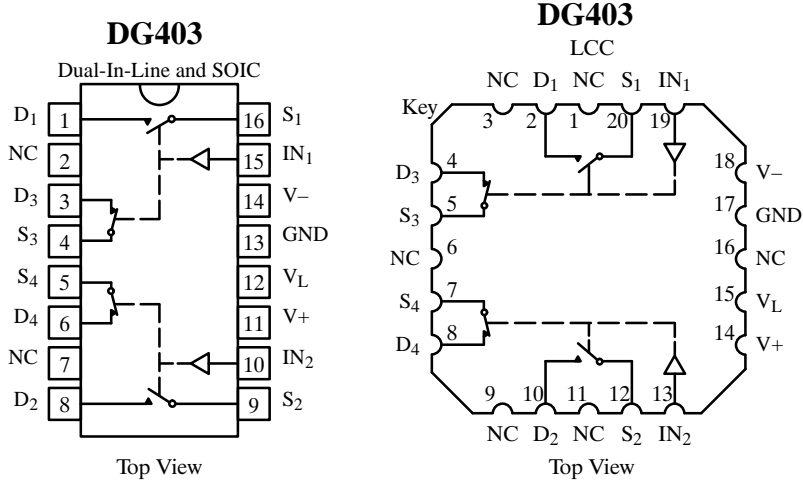 DG403
Dual-In-Line and SOIC
D1 1 16 S1
NC 2 15 IN1
D3 3 14 V–
S3 4 13 GND
S4 5 12 VL
D4 6 11 V+
NC 7 10 IN2
D2 8 9 S2
Top View
DG403
LCC
NC D1 NC S1 IN1
Key
3 2 1 20 19
D3 4 18 V–
S3 5 17 GND
NC 6 16 NC
S4 7 15 VL
D4 8 14 V+
9 10 11 12 13
NC D2 NC S2 IN2
Top View